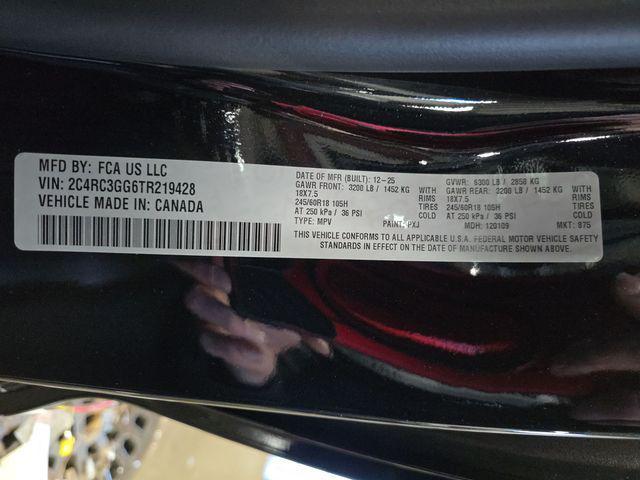 MFD BY: FCA US LLC
VIN: 2C4RC3GG6TR219428
VEHICLE MADE IN: CANADA
DATE OF MFR (BUILT): 12-25 GVWR: 6300 LB / 2858 KG
GAWR FRONT: 3200 LB / 1452 KG WITH GAWR REAR: 3200 LB / 1452 KG WITH
18X7.5 RIMS 18X7.5 RIMS
245/60R18 105H TIRES 245/60R18 105H TIRES
AT 250 kPa / 36 PSI COLD AT 250 kPa / 36 PSI COLD
TYPE: MPV PAINT: PXJ MDH: 120109 MKT: 875
THIS VEHICLE CONFORMS TO ALL APPLICABLE U.S.A. FEDERAL MOTOR VEHICLE SAFETY
STANDARDS IN EFFECT ON THE DATE OF MANUFACTURE SHOWN ABOVE.